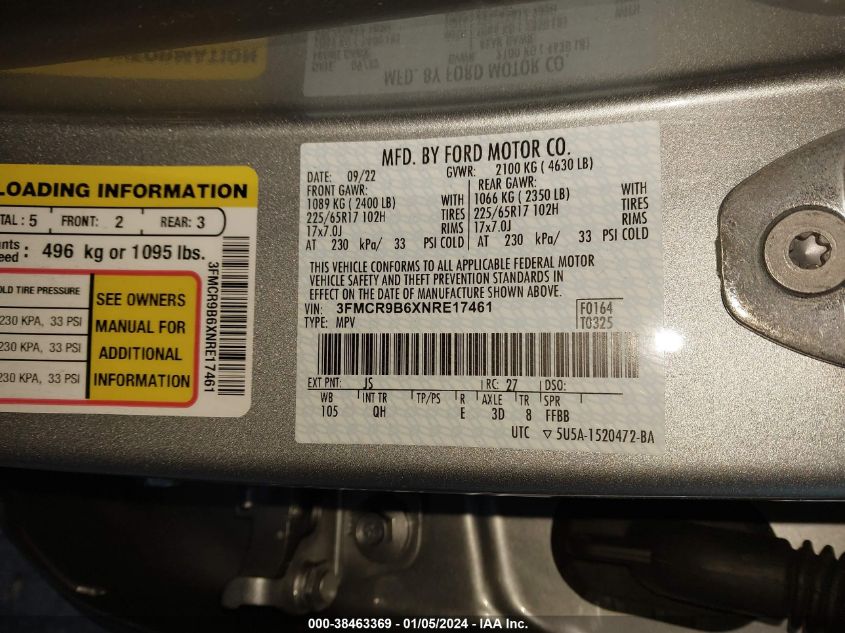 MFD. BY FORD MOTOR CO.
DATE: 09/22 GVWR: 2100 KG ( 4630 LB)
FRONT GAWR: REAR GAWR:
1089 KG ( 2400 LB) WITH 1066 KG ( 2350 LB) WITH
225/65R17 102H TIRES 225/65R17 102H TIRES
17x7.0J RIMS 17x7.0J RIMS
AT 230 kPa/ 33 PSI COLD AT 230 kPa/ 33 PSI COLD
THIS VEHICLE CONFORMS TO ALL APPLICABLE FEDERAL MOTOR
VEHICLE SAFETY AND THEFT PREVENTION STANDARDS IN
EFFECT ON THE DATE OF MANUFACTURE SHOWN ABOVE.
VIN: 3FMCR9B6XNRE17461 F0164
TYPE: MPV T0325
EXT PNT: JS RC: 27 DSO:
WB INT TR TP/PS R AXLE TR SPR
105 QH E 3D 8 FFBB
UTC ▽ 5U5A-1520472-BA
LOADING INFORMATION
TAL : 5 FRONT: 2 REAR: 3
496 kg or 1095 lbs.
OLD TIRE PRESSURE
230 KPA, 33 PSI
230 KPA, 33 PSI
230 KPA, 33 PSI
SEE OWNERS
MANUAL FOR
ADDITIONAL
INFORMATION
3FMCR9B6XNRE17461
000-38463369 - 01/05/2024 - IAA Inc.